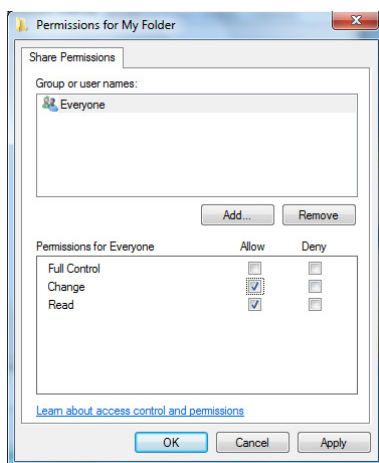 Permissions for My Folder
Share Permissions
Group or user names:
Everyone
Add... Remove
Permissions for Everyone Allow Deny
Full Control
Change
Read
Learn about access control and permissions
OK Cancel Apply